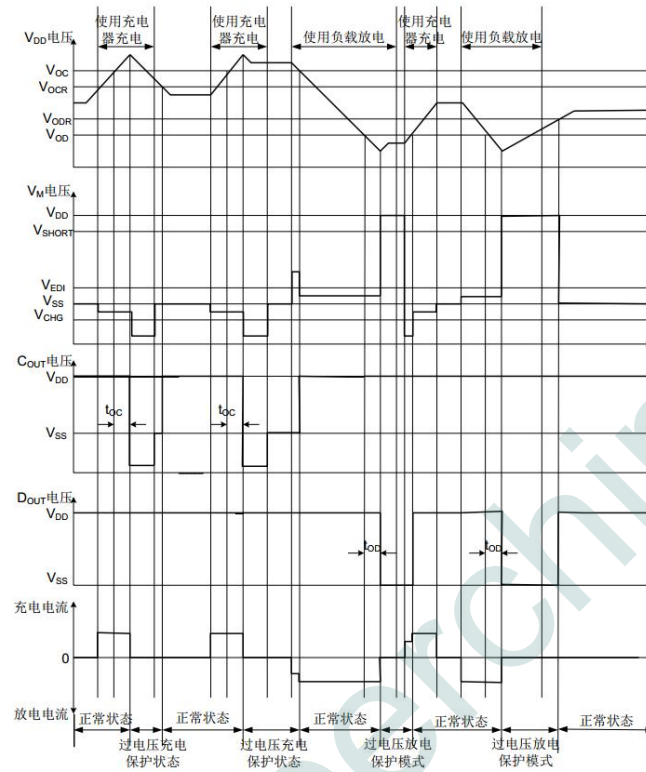 使用充电
器充电
使用充电
器充电
使用负载放电
使用充电
器充电
使用负载放电
VDD电压
VOC
VOCR
VODR
VOD
VM电压
VDD
VSHORT
VEDI
VSS
VCHG
COUT电压
VDD
tOC
tOC
VSS
DOUT电压
VDD
tOD
tOD
VSS
充电电流
0
放电电流
正常状态
正常状态
正常状态
正常状态
正常状态
过电压充电
保护状态
过电压充电
保护状态
过电压放电
保护模式
过电压放电
保护模式